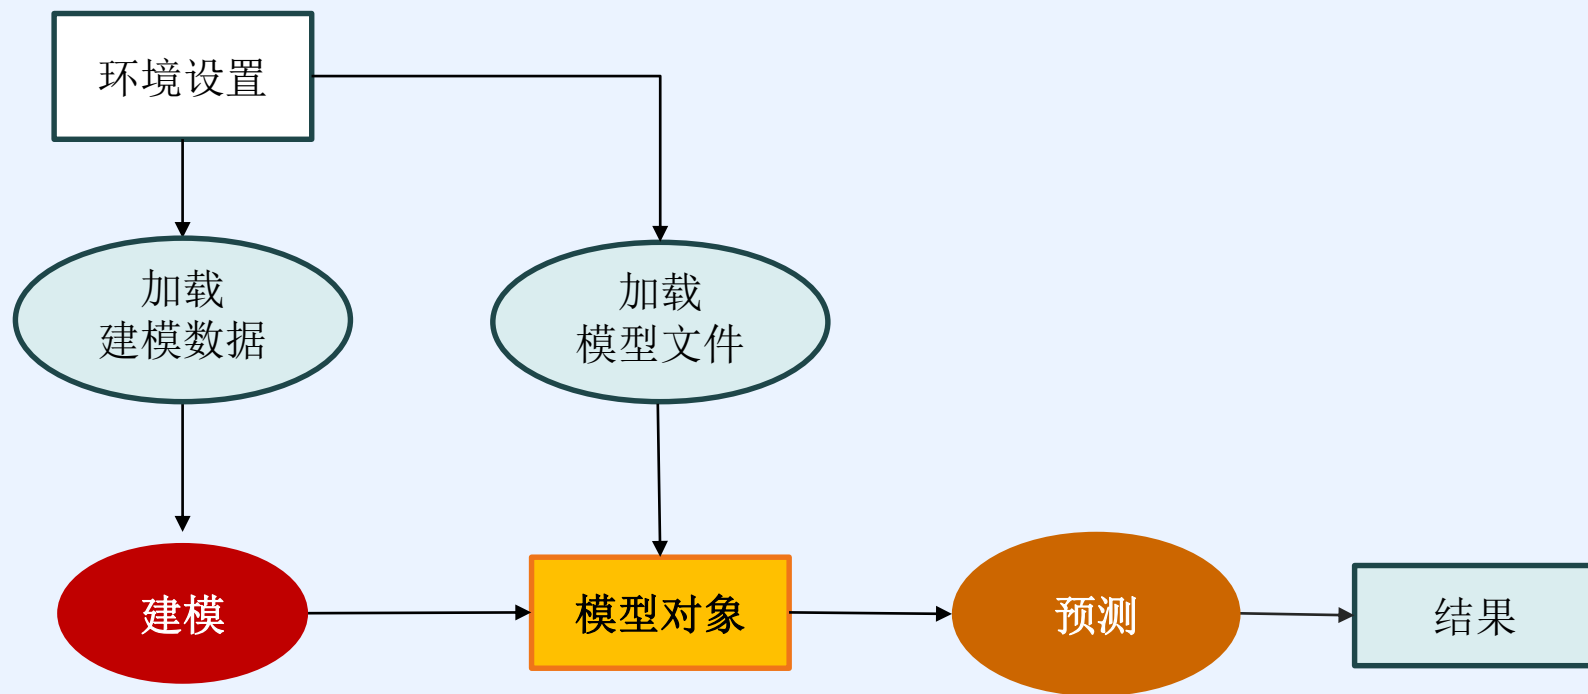 环境设置
加载
建模数据
加载
模型文件
建模
模型对象
预测
结果